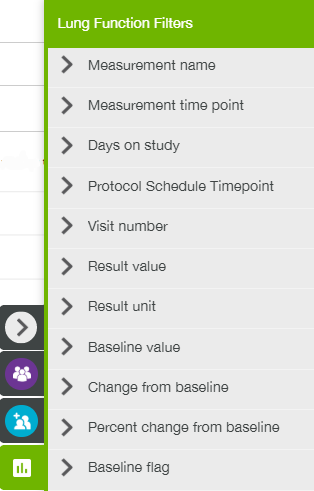 Lung Function Filters
Measurement name
Measurement time point
Days on study
Protocol Schedule Timepoint
Visit number
Result value
Result unit
Baseline value
Change from baseline
Percent change from baseline
Baseline flag